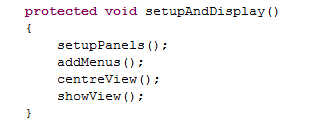 protected void setupAndDisplay()
{
    setupPanels();
    addMenus();
    centreView();
    showView();
}